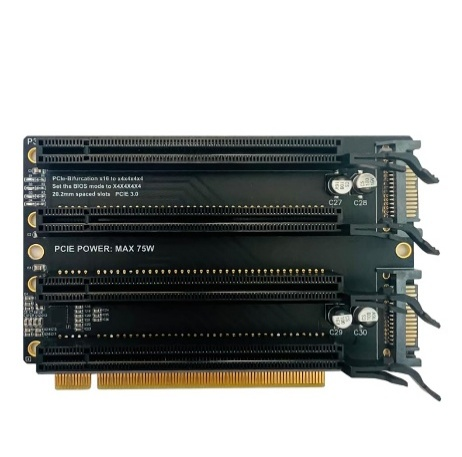 PCIe-Bifurcation x16 to x4x4x4x4
Set the BIOS mode to X4X4X4X4
20.2mm spaced slots PCIE 3.0
C27 C28
PCIE POWER: MAX 75W
C29 C30